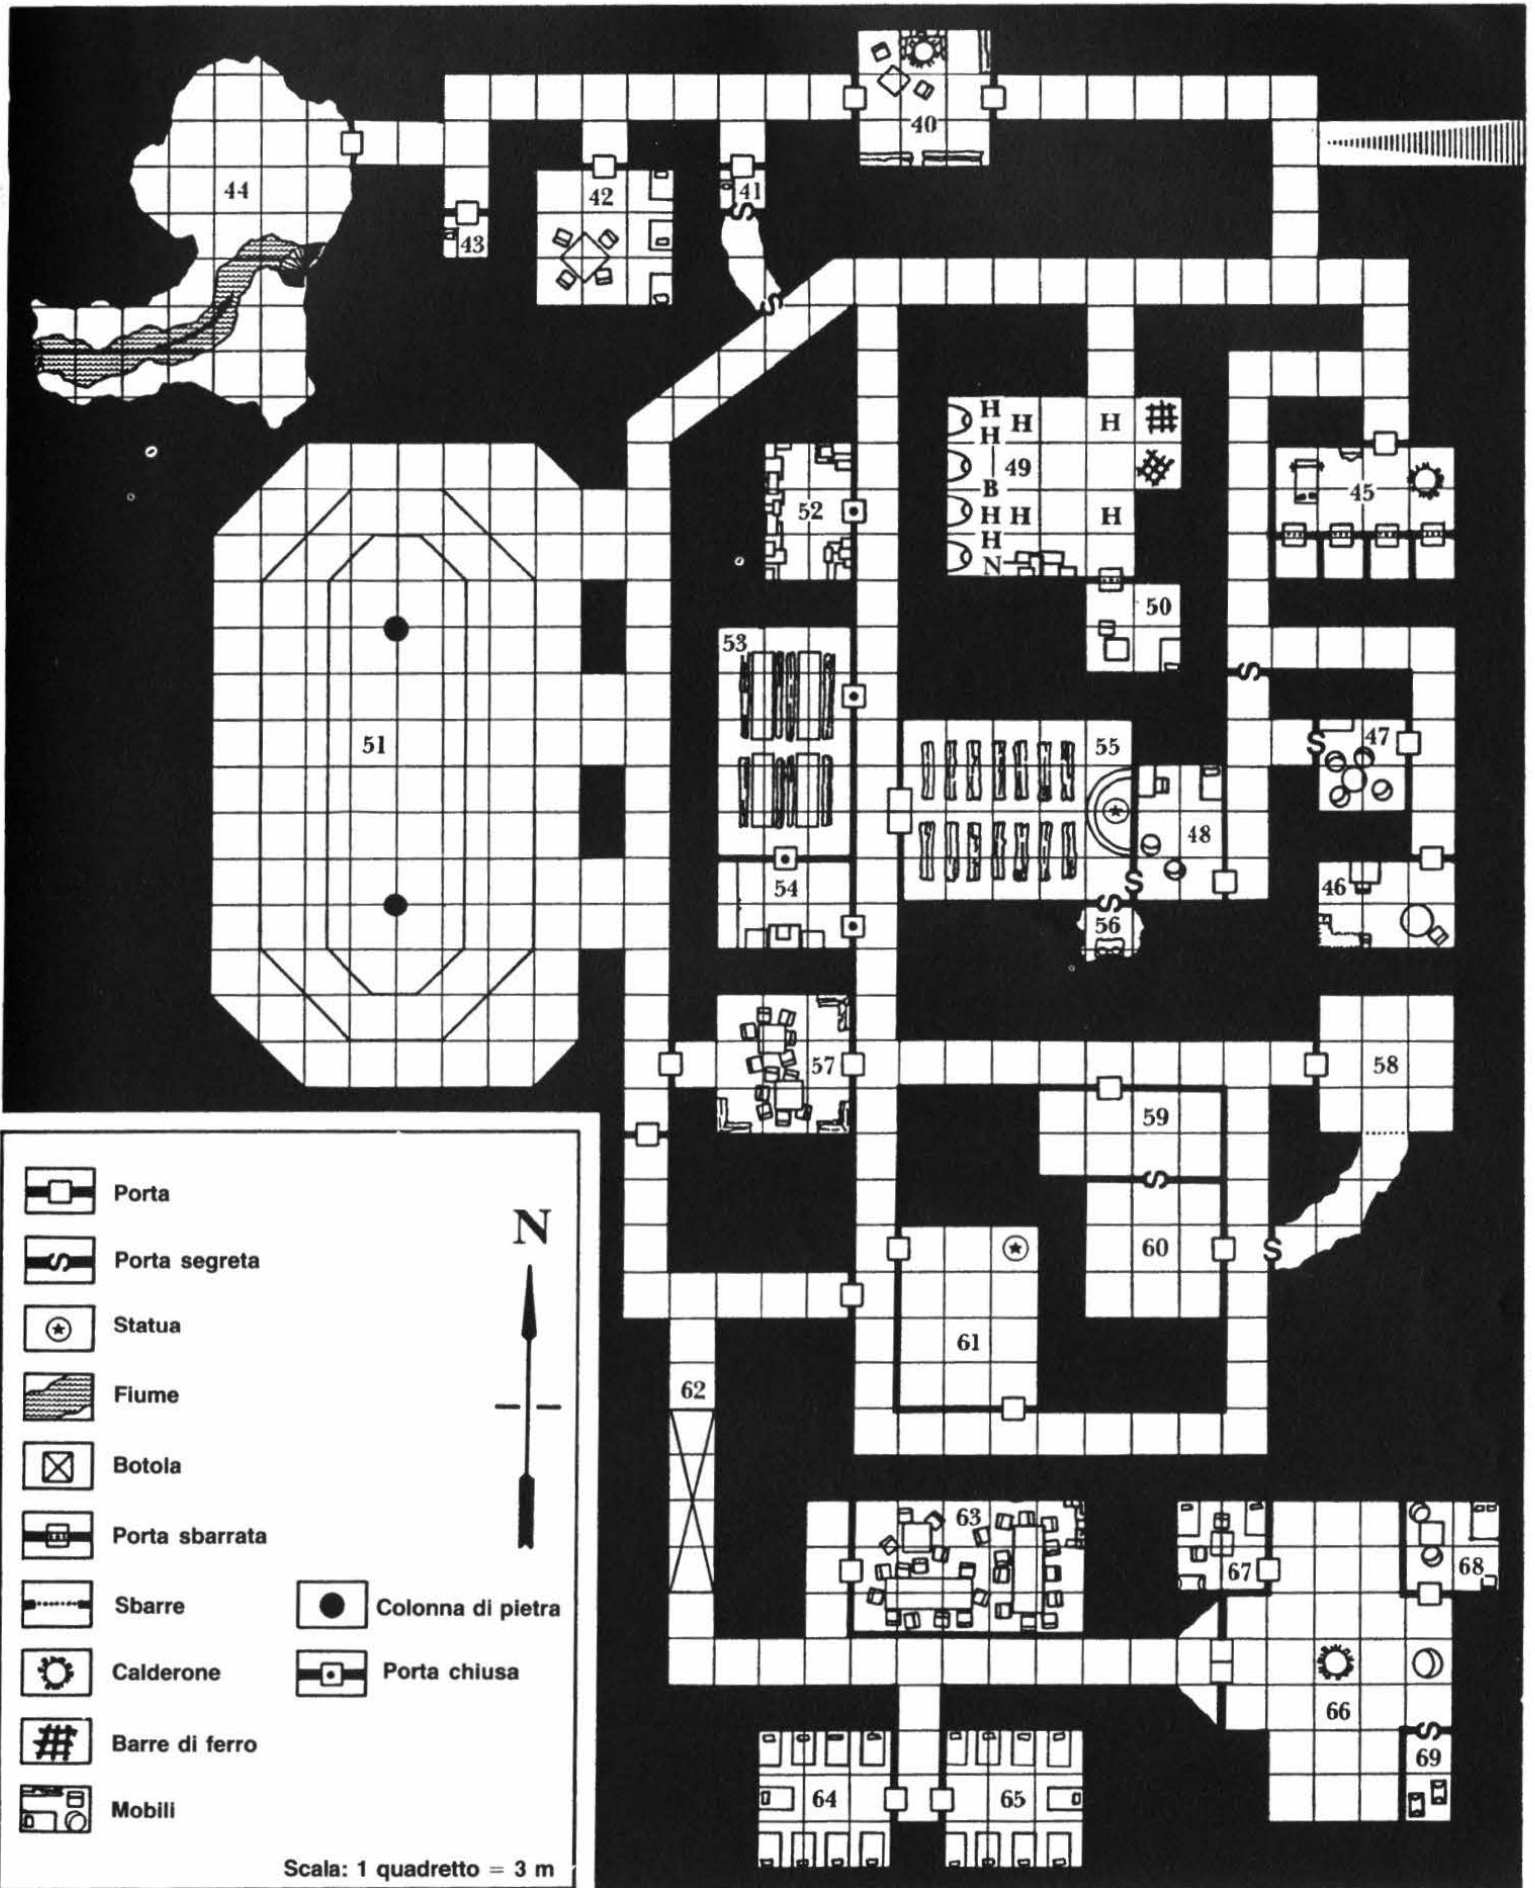 40
44
42
41
43
H
H
H
H
49
45
B
H
H
H
52
H
N
50
53
51
55
47
48
54
46
56
57
58
59
60
61
62
63
67
68
66
69
64
65
N
Porta
Porta segreta
Statua
Fiume
Botola
Porta sbarrata
Sbarre
Colonna di pietra
Calderone
Porta chiusa
Barre di ferro
Mobili
Scala: 1 quadretto = 3 m
S
S
S
S
S
S
S
S
S
S